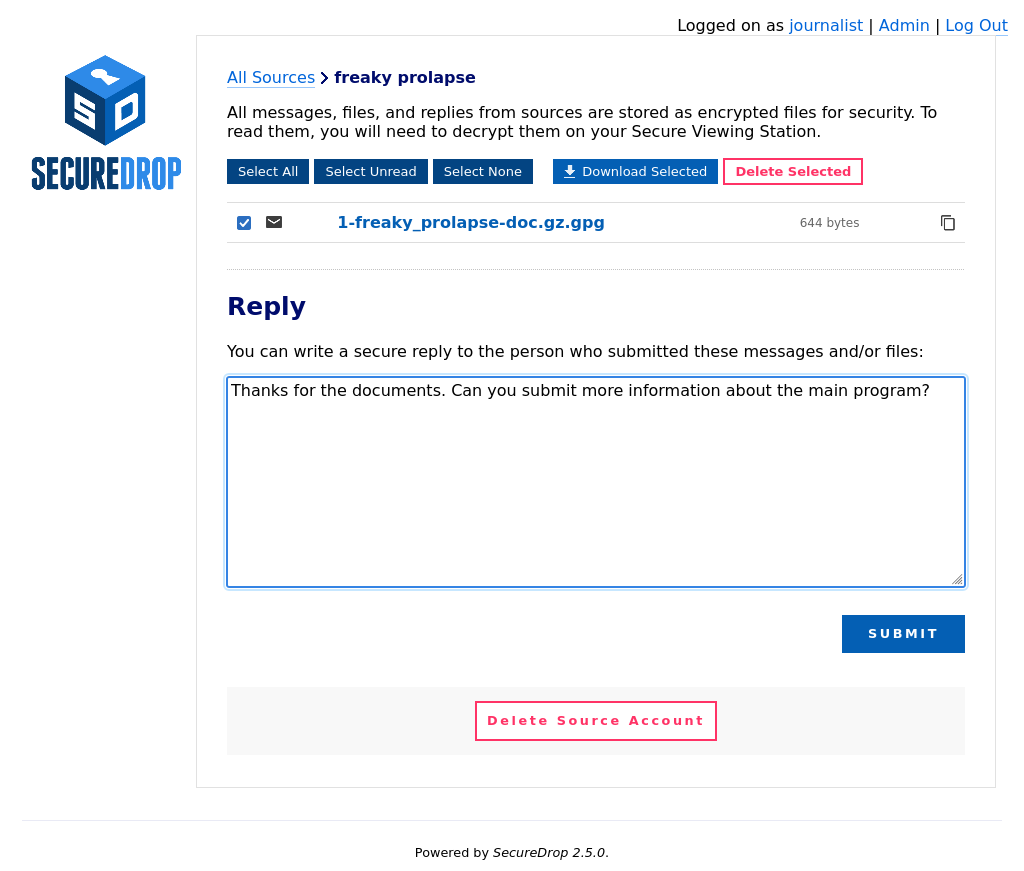 Logged on as journalist | Admin | Log Out
SD
SECUREDROP
All Sources > freaky prolapse
All messages, files, and replies from sources are stored as encrypted files for security. To
read them, you will need to decrypt them on your Secure Viewing Station.
Select All Select Unread Select None Download Selected Delete Selected
1-freaky_prolapse-doc.gz.gpg 644 bytes
Reply
You can write a secure reply to the person who submitted these messages and/or files:
Thanks for the documents. Can you submit more information about the main program?
SUBMIT
Delete Source Account
Powered by SecureDrop 2.5.0.